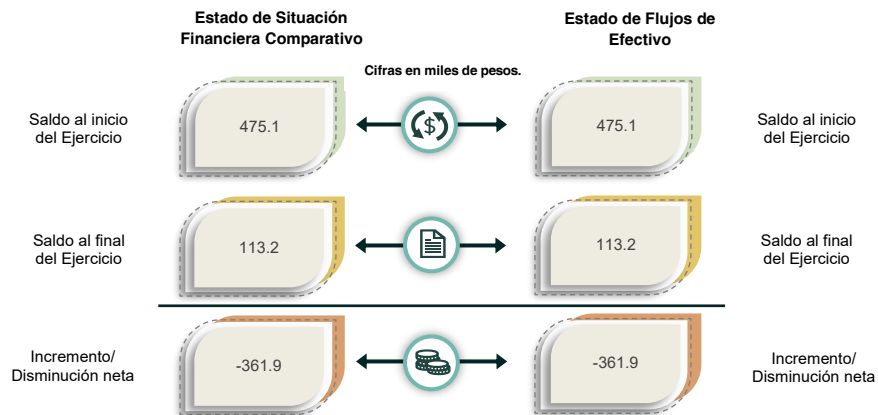 Estado de Situación
Financiera Comparativo
Estado de Flujos de
Efectivo
Cifras en miles de pesos.
Saldo al inicio
del Ejercicio
475.1
$
475.1
Saldo al inicio
del Ejercicio
Saldo al final
del Ejercicio
113.2
113.2
Saldo al final
del Ejercicio
Incremento/
Disminución neta
-361.9
-361.9
Incremento/
Disminución neta